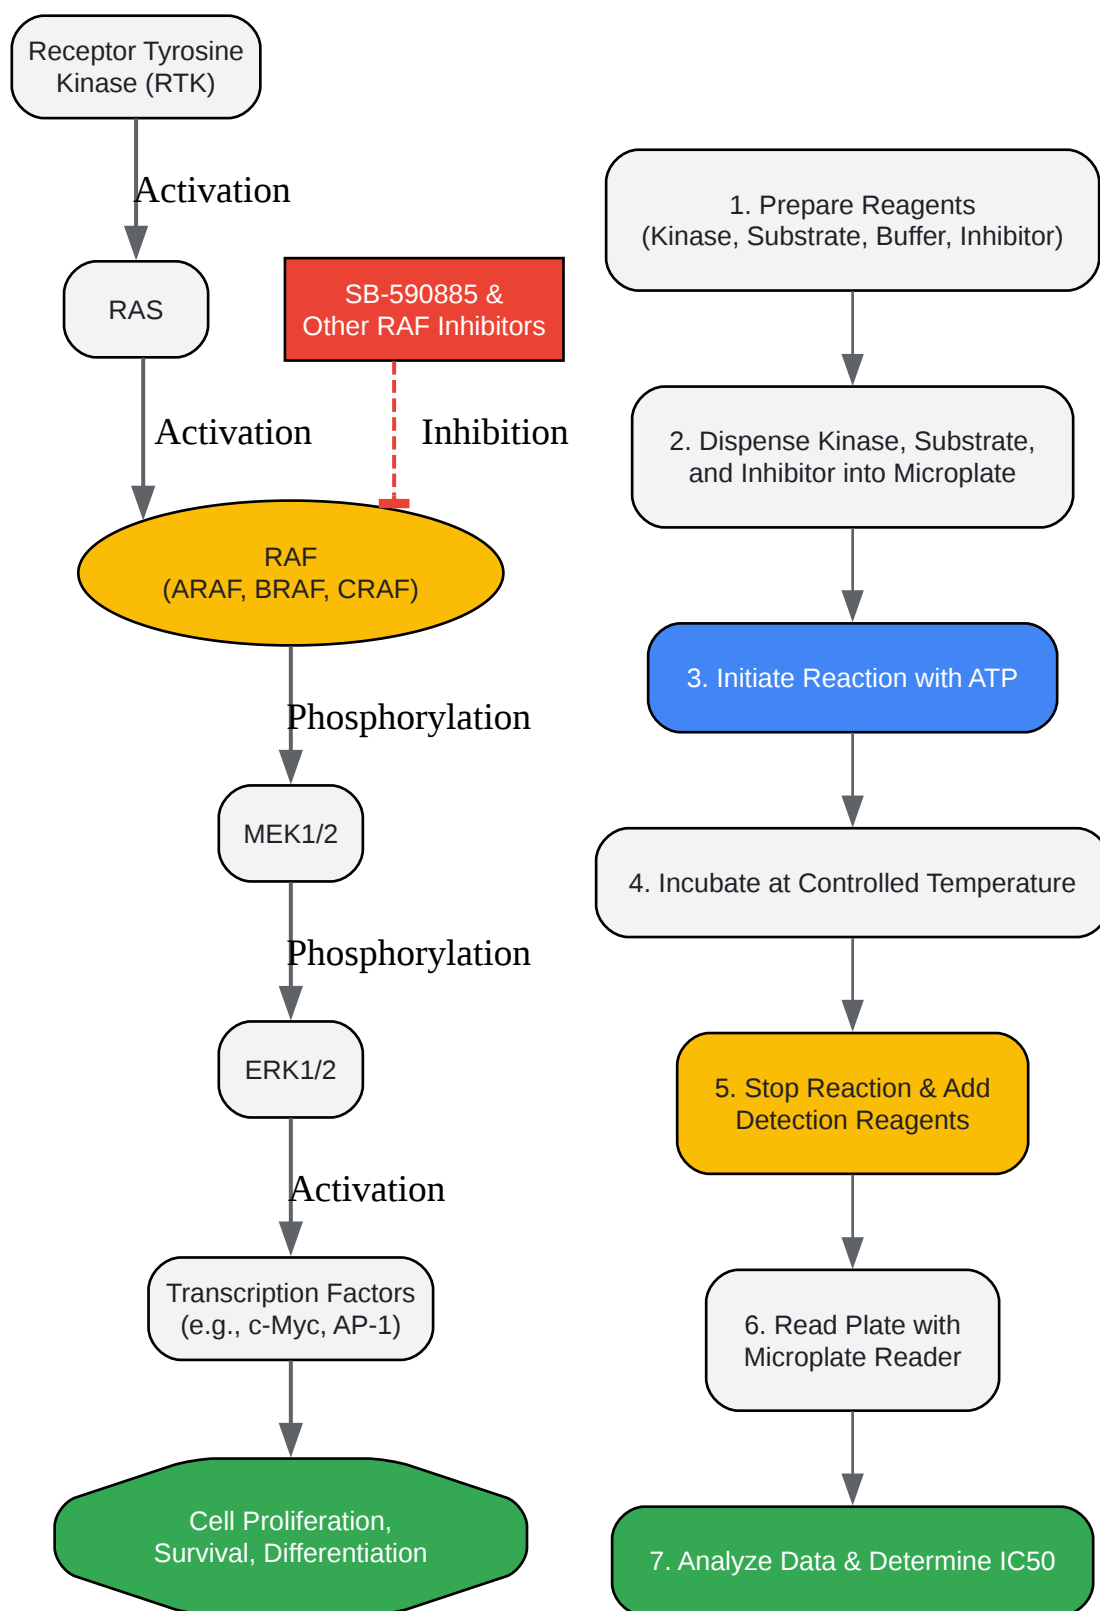 Receptor Tyrosine
Kinase (RTK)
Activation
RAS
SB-590885 &
Other RAF Inhibitors
Activation
Inhibition
RAF
(ARAF, BRAF, CRAF)
Phosphorylation
MEK1/2
Phosphorylation
ERK1/2
Activation
Transcription Factors
(e.g., c-Myc, AP-1)
Cell Proliferation,
Survival, Differentiation
1. Prepare Reagents
(Kinase, Substrate, Buffer, Inhibitor)
2. Dispense Kinase, Substrate,
and Inhibitor into Microplate
3. Initiate Reaction with ATP
4. Incubate at Controlled Temperature
5. Stop Reaction & Add
Detection Reagents
6. Read Plate with
Microplate Reader
7. Analyze Data & Determine IC50